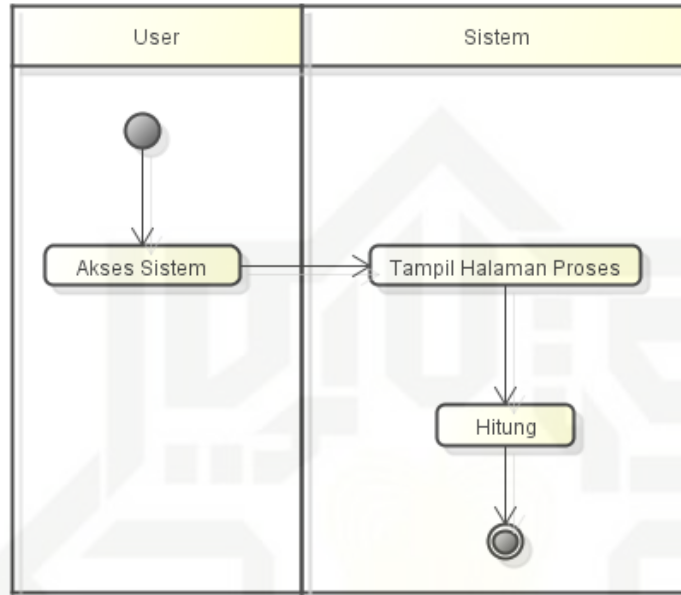 User
Sistem
Akses Sistem
Tampil Halaman Proses
Hitung